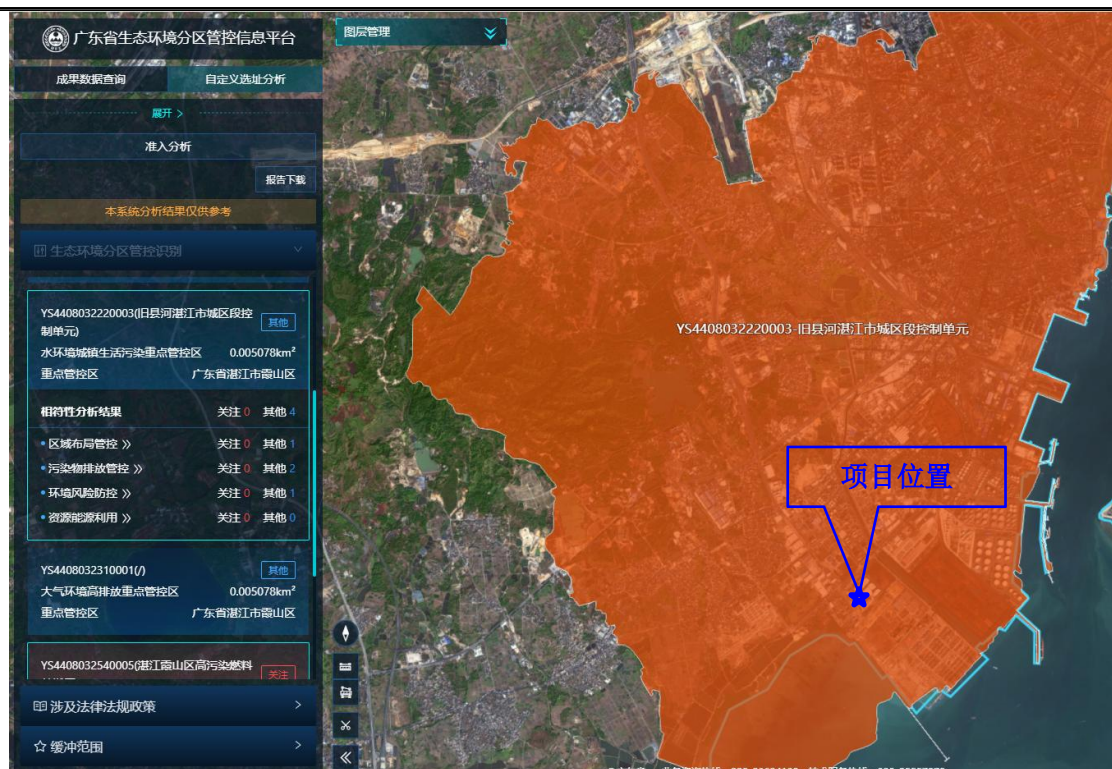 广东省生态环境分区管控信息平台
成果数据查询 自定义选址分析
展开 >
准入分析
报告下载
本系统分析结果仅供参考
生态环境分区管控识别
YS4408032220003(旧县河湛江市城区段控
制单元)
其他
水环境城镇生活污染重点管控区 0.005078km²
重点管控区 广东省湛江市霞山区
相符性分析结果 关注 0 其他 4
•区域布局管控 》 关注 0 其他 1
•污染物排放管控 》 关注 0 其他 2
•环境风险防控 》 关注 0 其他 1
•资源能源利用 》 关注 0 其他 0
YS4408032310001(/) 其他
大气环境高排放重点管控区 0.005078km²
重点管控区 广东省湛江市霞山区
YS4408032540005(湛江霞山区高污染燃料
关注
涉及法律法规政策 >
缓冲范围 >
图层管理
YS4408032220003-旧县河湛江市城区段控制单元
项目位置